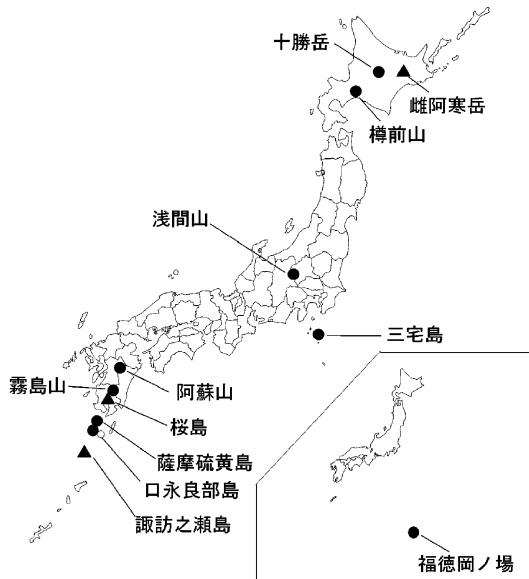 十勝岳
雌阿寒岳
樽前山
浅間山
三宅島
霧島山
阿蘇山
桜島
薩摩硫黄島
口永良部島
諏訪之瀬島
福徳岡ノ場